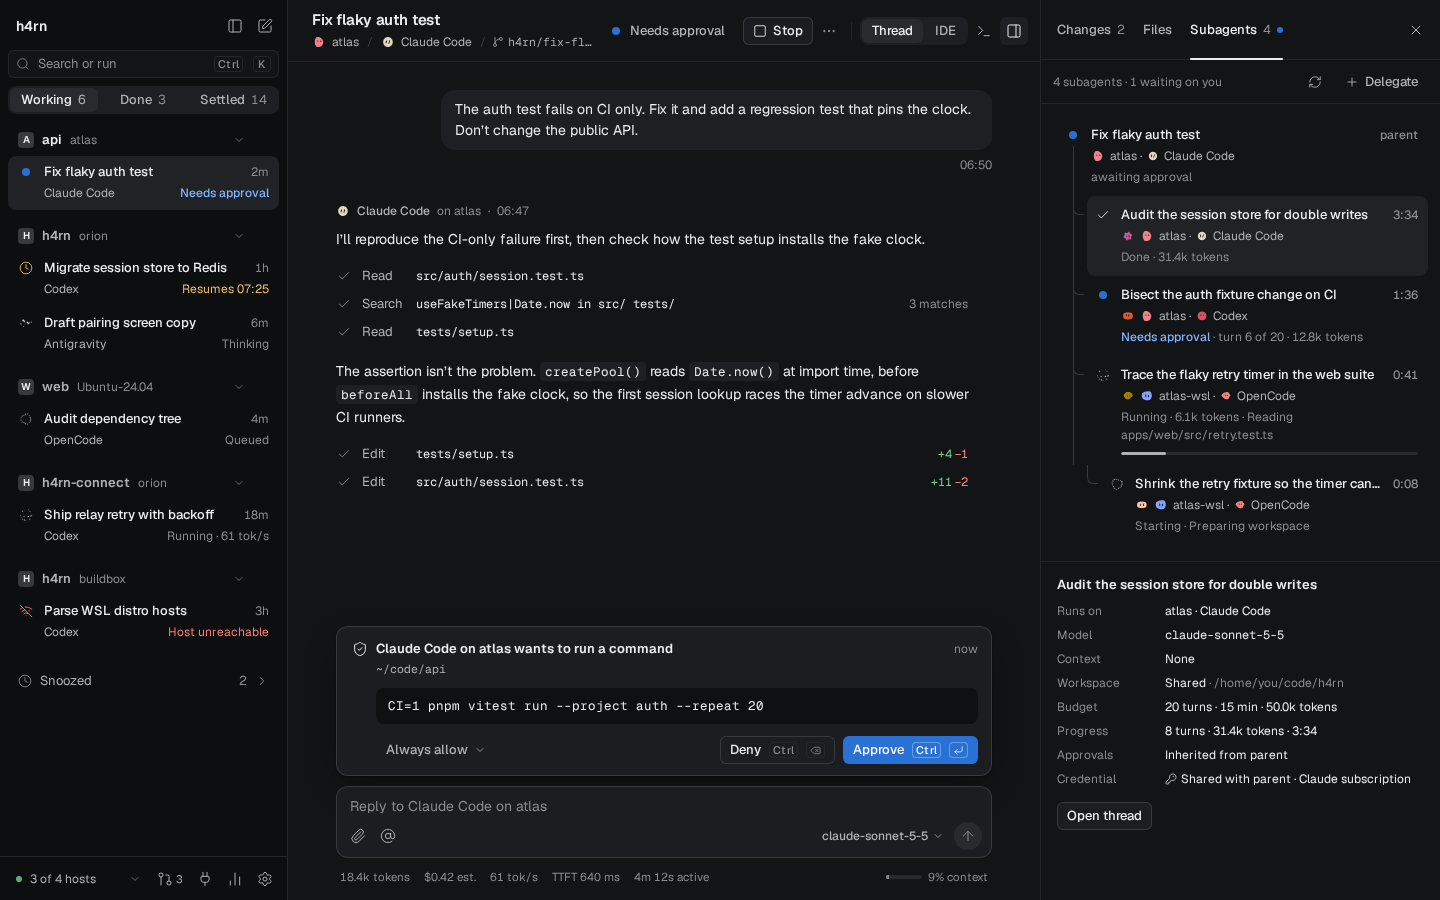 h4rn
Search or run Ctrl K
Working 6 Done 3 Settled 14
A api atlas
Fix flaky auth test 2m
Claude Code Needs approval
H h4rn orion
Migrate session store to Redis 1h
Codex Resumes 07:25
Draft pairing screen copy 6m
Antigravity Thinking
W web Ubuntu-24.04
Audit dependency tree 4m
OpenCode Queued
H h4rn-connect orion
Ship relay retry with backoff 18m
Codex Running · 61 tok/s
H h4rn buildbox
Parse WSL distro hosts 3h
Codex Host unreachable
Snoozed 2
3 of 4 hosts 3
Fix flaky auth test
atlas / Claude Code / h4rn/fix-fl…
Needs approval Stop Thread IDE
The auth test fails on CI only. Fix it and add a regression test that pins the clock.
Don't change the public API.
06:50
Claude Code on atlas · 06:47
I'll reproduce the CI-only failure first, then check how the test setup installs the fake clock.
Read src/auth/session.test.ts
Search useFakeTimers|Date.now in src/ tests/ 3 matches
Read tests/setup.ts
The assertion isn't the problem. createPool() reads Date.now() at import time, before
beforeAll installs the fake clock, so the first session lookup races the timer advance on slower
CI runners.
Edit tests/setup.ts +4 −1
Edit src/auth/session.test.ts +11 −2
Claude Code on atlas wants to run a command now
~/code/api
CI=1 pnpm vitest run --project auth --repeat 20
Always allow Deny Ctrl Approve Ctrl
Reply to Claude Code on atlas
claude-sonnet-5-5
18.4k tokens $0.42 est. 61 tok/s TTFT 640 ms 4m 12s active 9% context
Changes 2 Files Subagents 4
4 subagents · 1 waiting on you Delegate
Fix flaky auth test parent
atlas · Claude Code
awaiting approval
Audit the session store for double writes 3:34
atlas · Claude Code
Done · 31.4k tokens
Bisect the auth fixture change on CI 1:36
atlas · Codex
Needs approval · turn 6 of 20 · 12.8k tokens
Trace the flaky retry timer in the web suite 0:41
atlas-wsl · OpenCode
Running · 6.1k tokens · Reading
apps/web/src/retry.test.ts
Shrink the retry fixture so the timer can… 0:08
atlas-wsl · OpenCode
Starting · Preparing workspace
Audit the session store for double writes
Runs on atlas · Claude Code
Model claude-sonnet-5-5
Context None
Workspace Shared · /home/you/code/h4rn
Budget 20 turns · 15 min · 50.0k tokens
Progress 8 turns · 31.4k tokens · 3:34
Approvals Inherited from parent
Credential Shared with parent · Claude subscription
Open thread